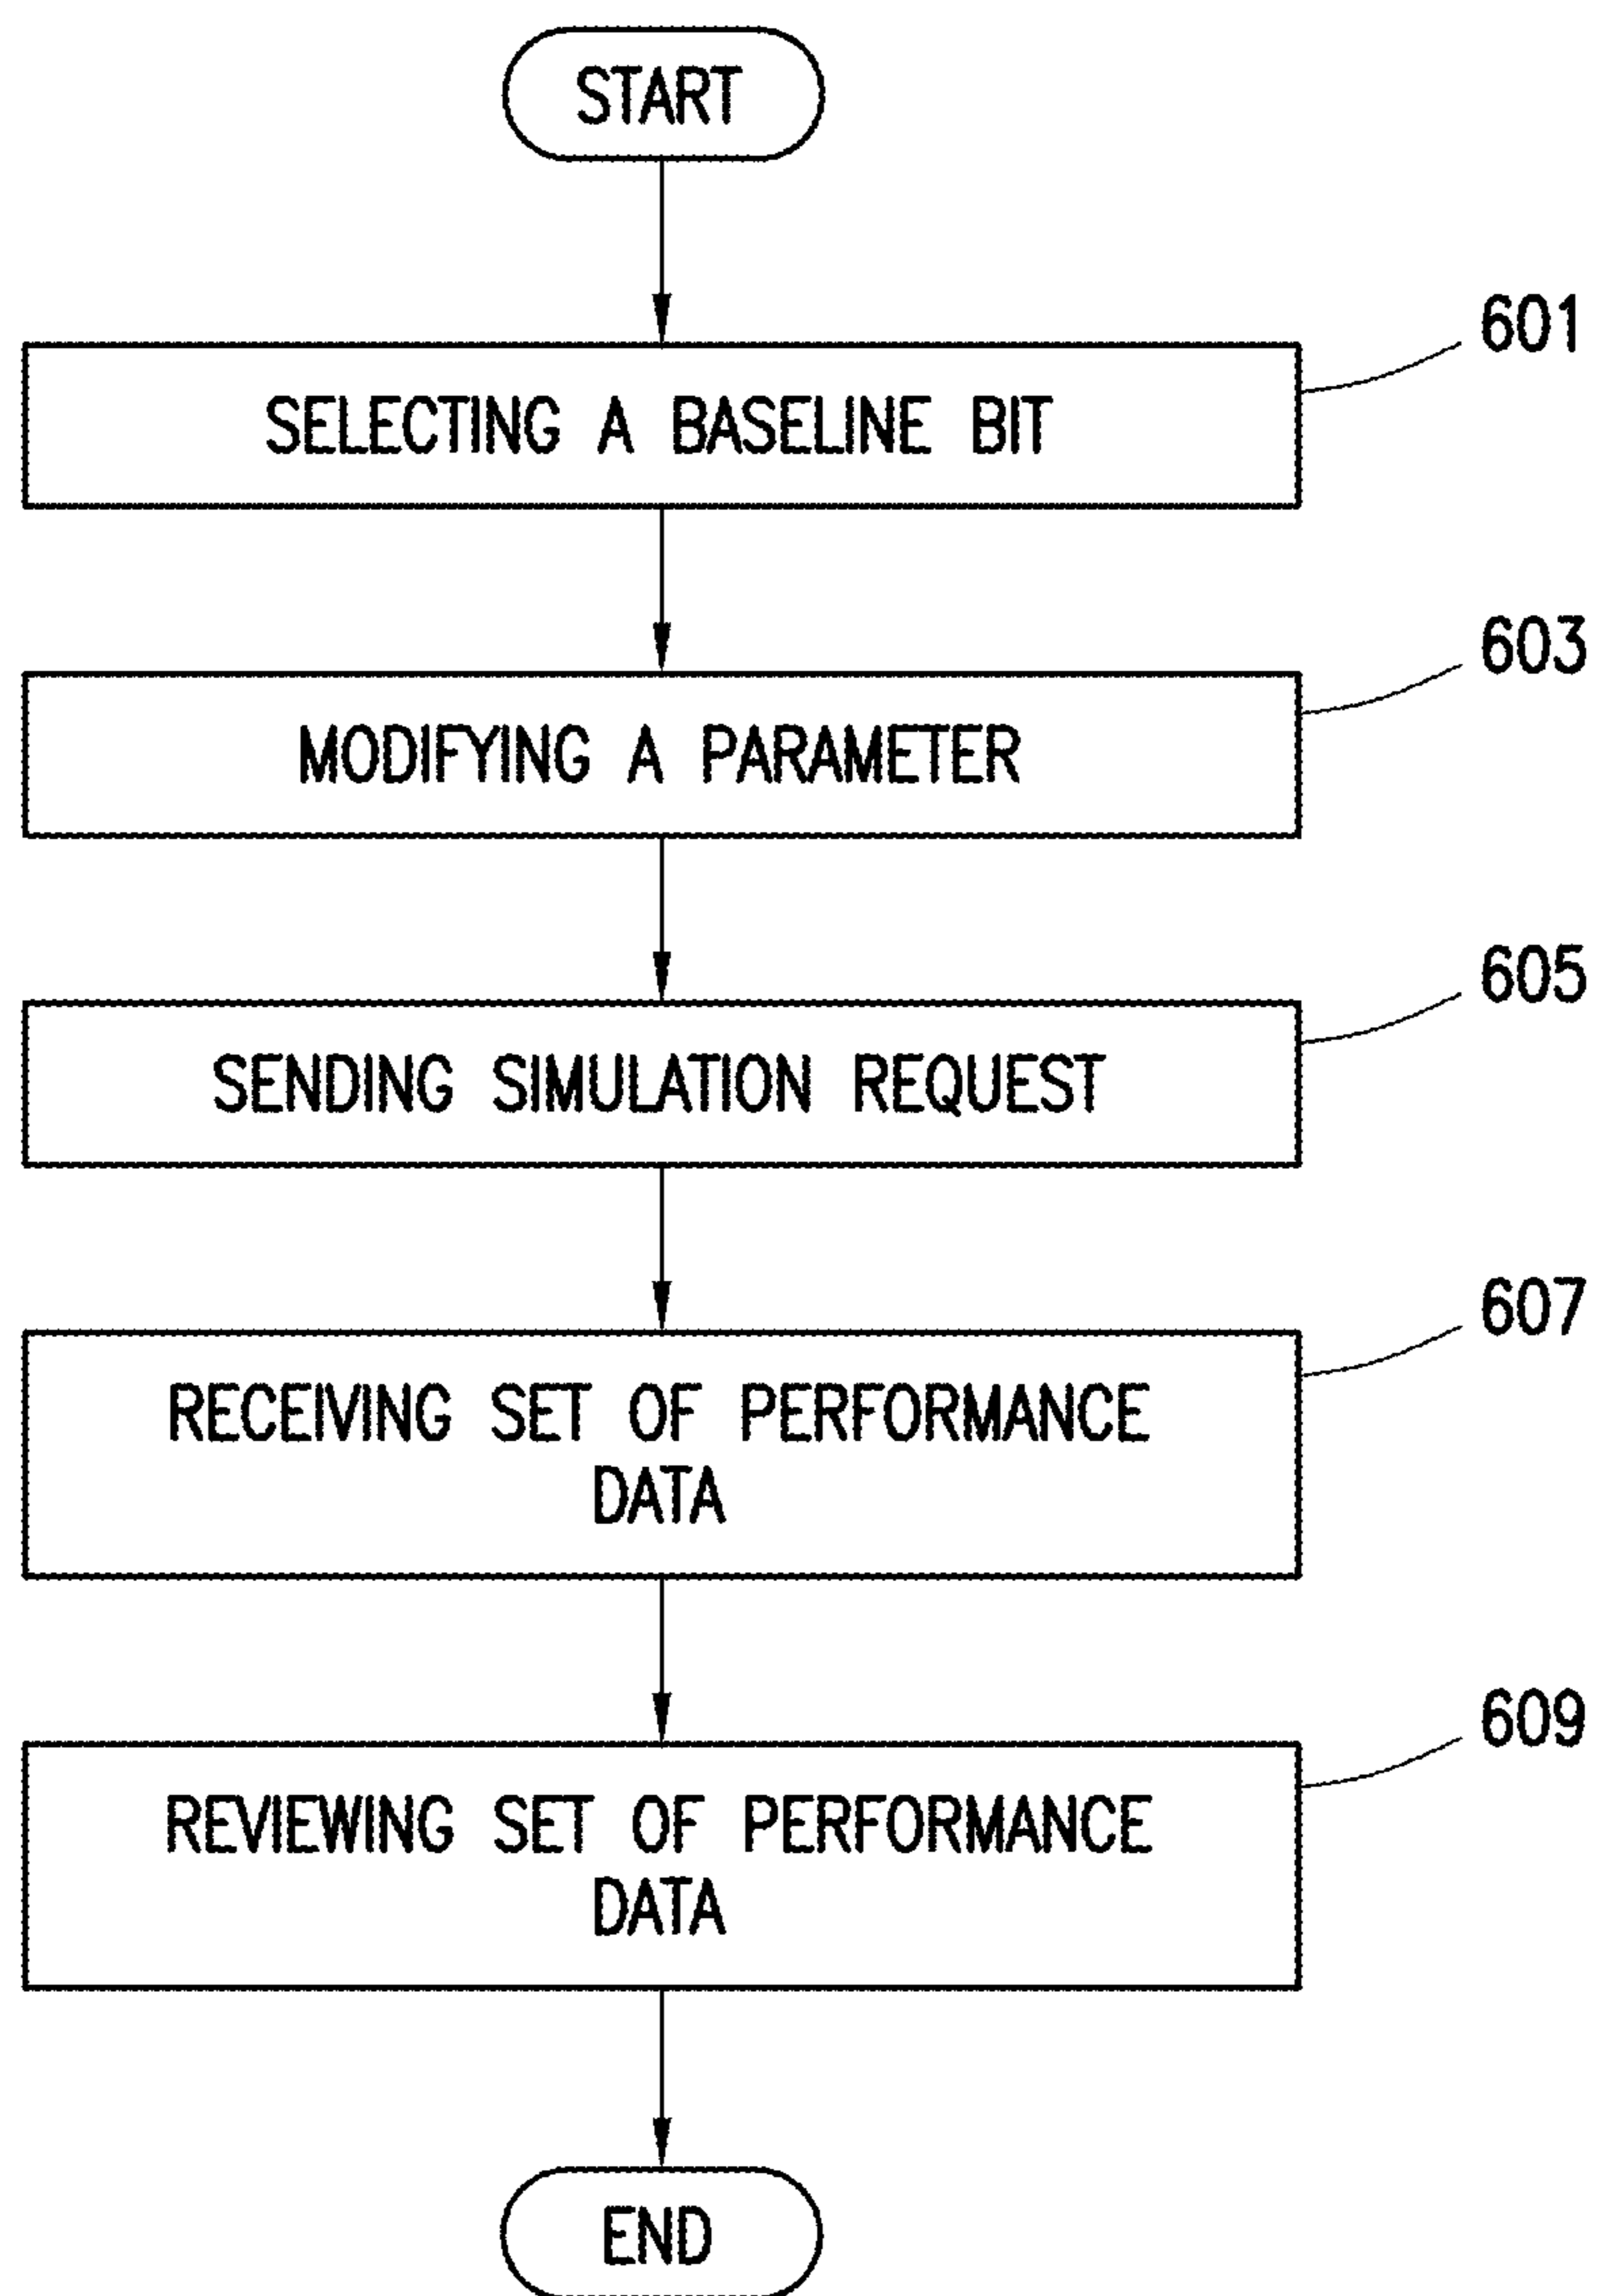 START
601
SELECTING A BASELINE BIT
603
MODIFYING A PARAMETER
605
SENDING SIMULATION REQUEST
607
RECEIVING SET OF PERFORMANCE
DATA
609
REVIEWING SET OF PERFORMANCE
DATA
END